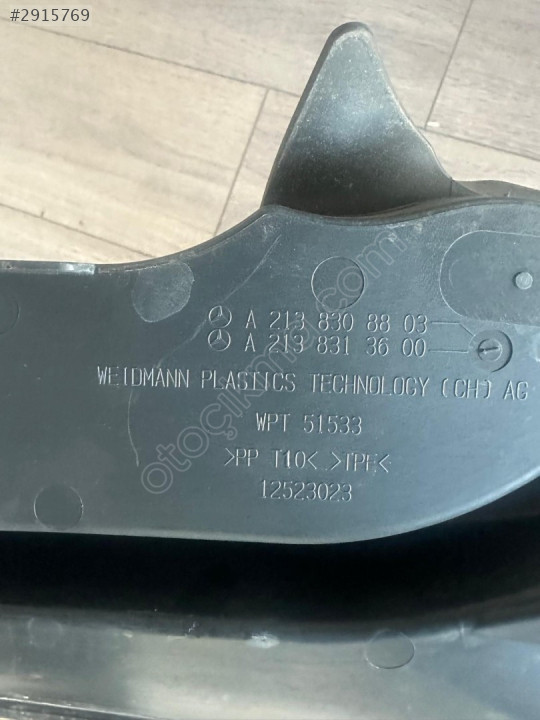 #2915769
A 213 830 88 03
A 213 831 36 00
WEIDMANN PLASTICS TECHNOLOGY (CH) AG
WPT 51533
>PP T10< >TPE<
12523023
otoçıkma.com